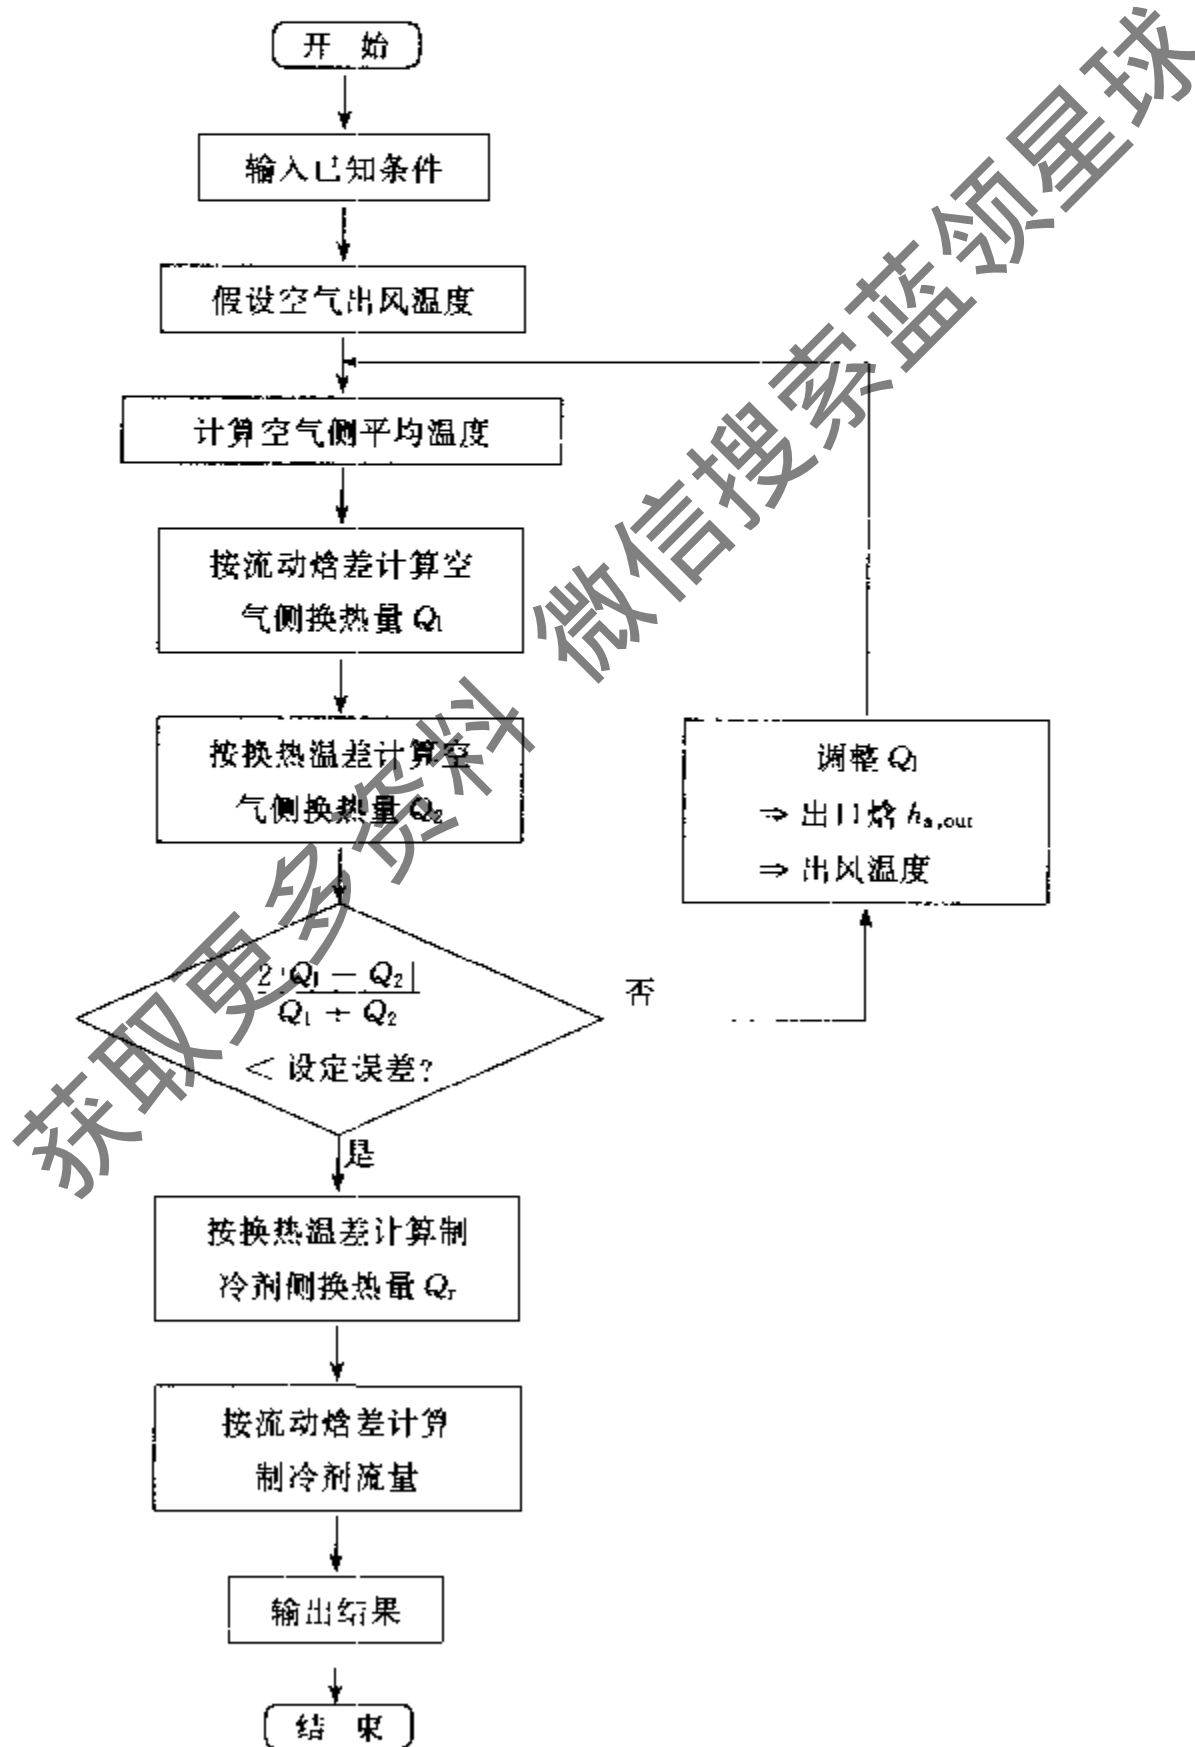 开 始
输入已知条件
假设空气出风温度
计算空气侧平均温度
按流动焓差计算空
气侧换热量 Q₁
按换热温差计算空
气侧换热量 Q₂
调整 Q₁
⇒ 出口焓 hₐ,out
⇒ 出风温度
2|Q₁ − Q₂|
Q₁ + Q₂
< 设定误差?
否
是
按换热温差计算制
冷剂侧换热量 Qr
按流动焓差计算
制冷剂流量
输出结果
结 束
获取更多资料 微信搜索蓝领星球